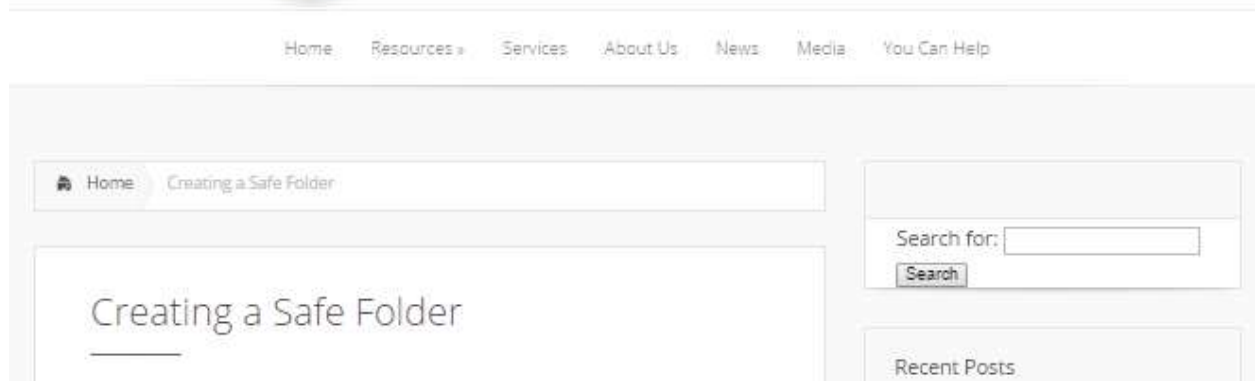 Home Resources » Services About Us News Media You Can Help
Home Creating a Safe Folder
Creating a Safe Folder
Search for:
Search
Recent Posts